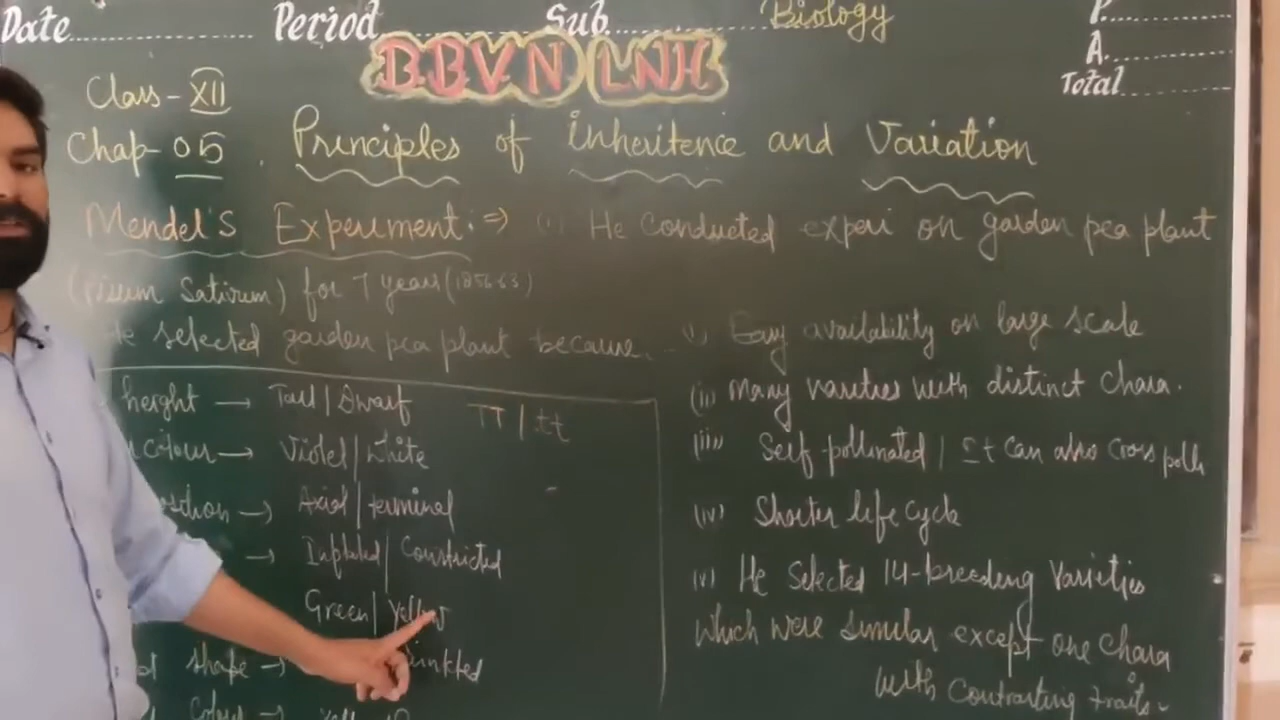 Date Period Sub. Biology P.
A.
Total
BBVN LNH
Class - XII
Chap - 05. Principles of inheritence and Variation
Mendel's Experiment :⇒ (i) He Conducted experi on garden pea plant
(Pisum Sativum) for 7 years (1856-63)
selected garden pea plant because. - (i) Easy availability on large scale
height → Tall / Dwarf TT / tt
colour → Violet / White
→ Axial / terminal
→ Inflated / Constricted
Green / Yellow
shape →
Colour →
(ii) Many varities with distinct Chara.
(iii) Self-pollinated / It can also cross polln
(iv) Shorter life cycle
(v) He Selected 14-breeding Varieties
which were similar except one chara
with Contrasting traits.